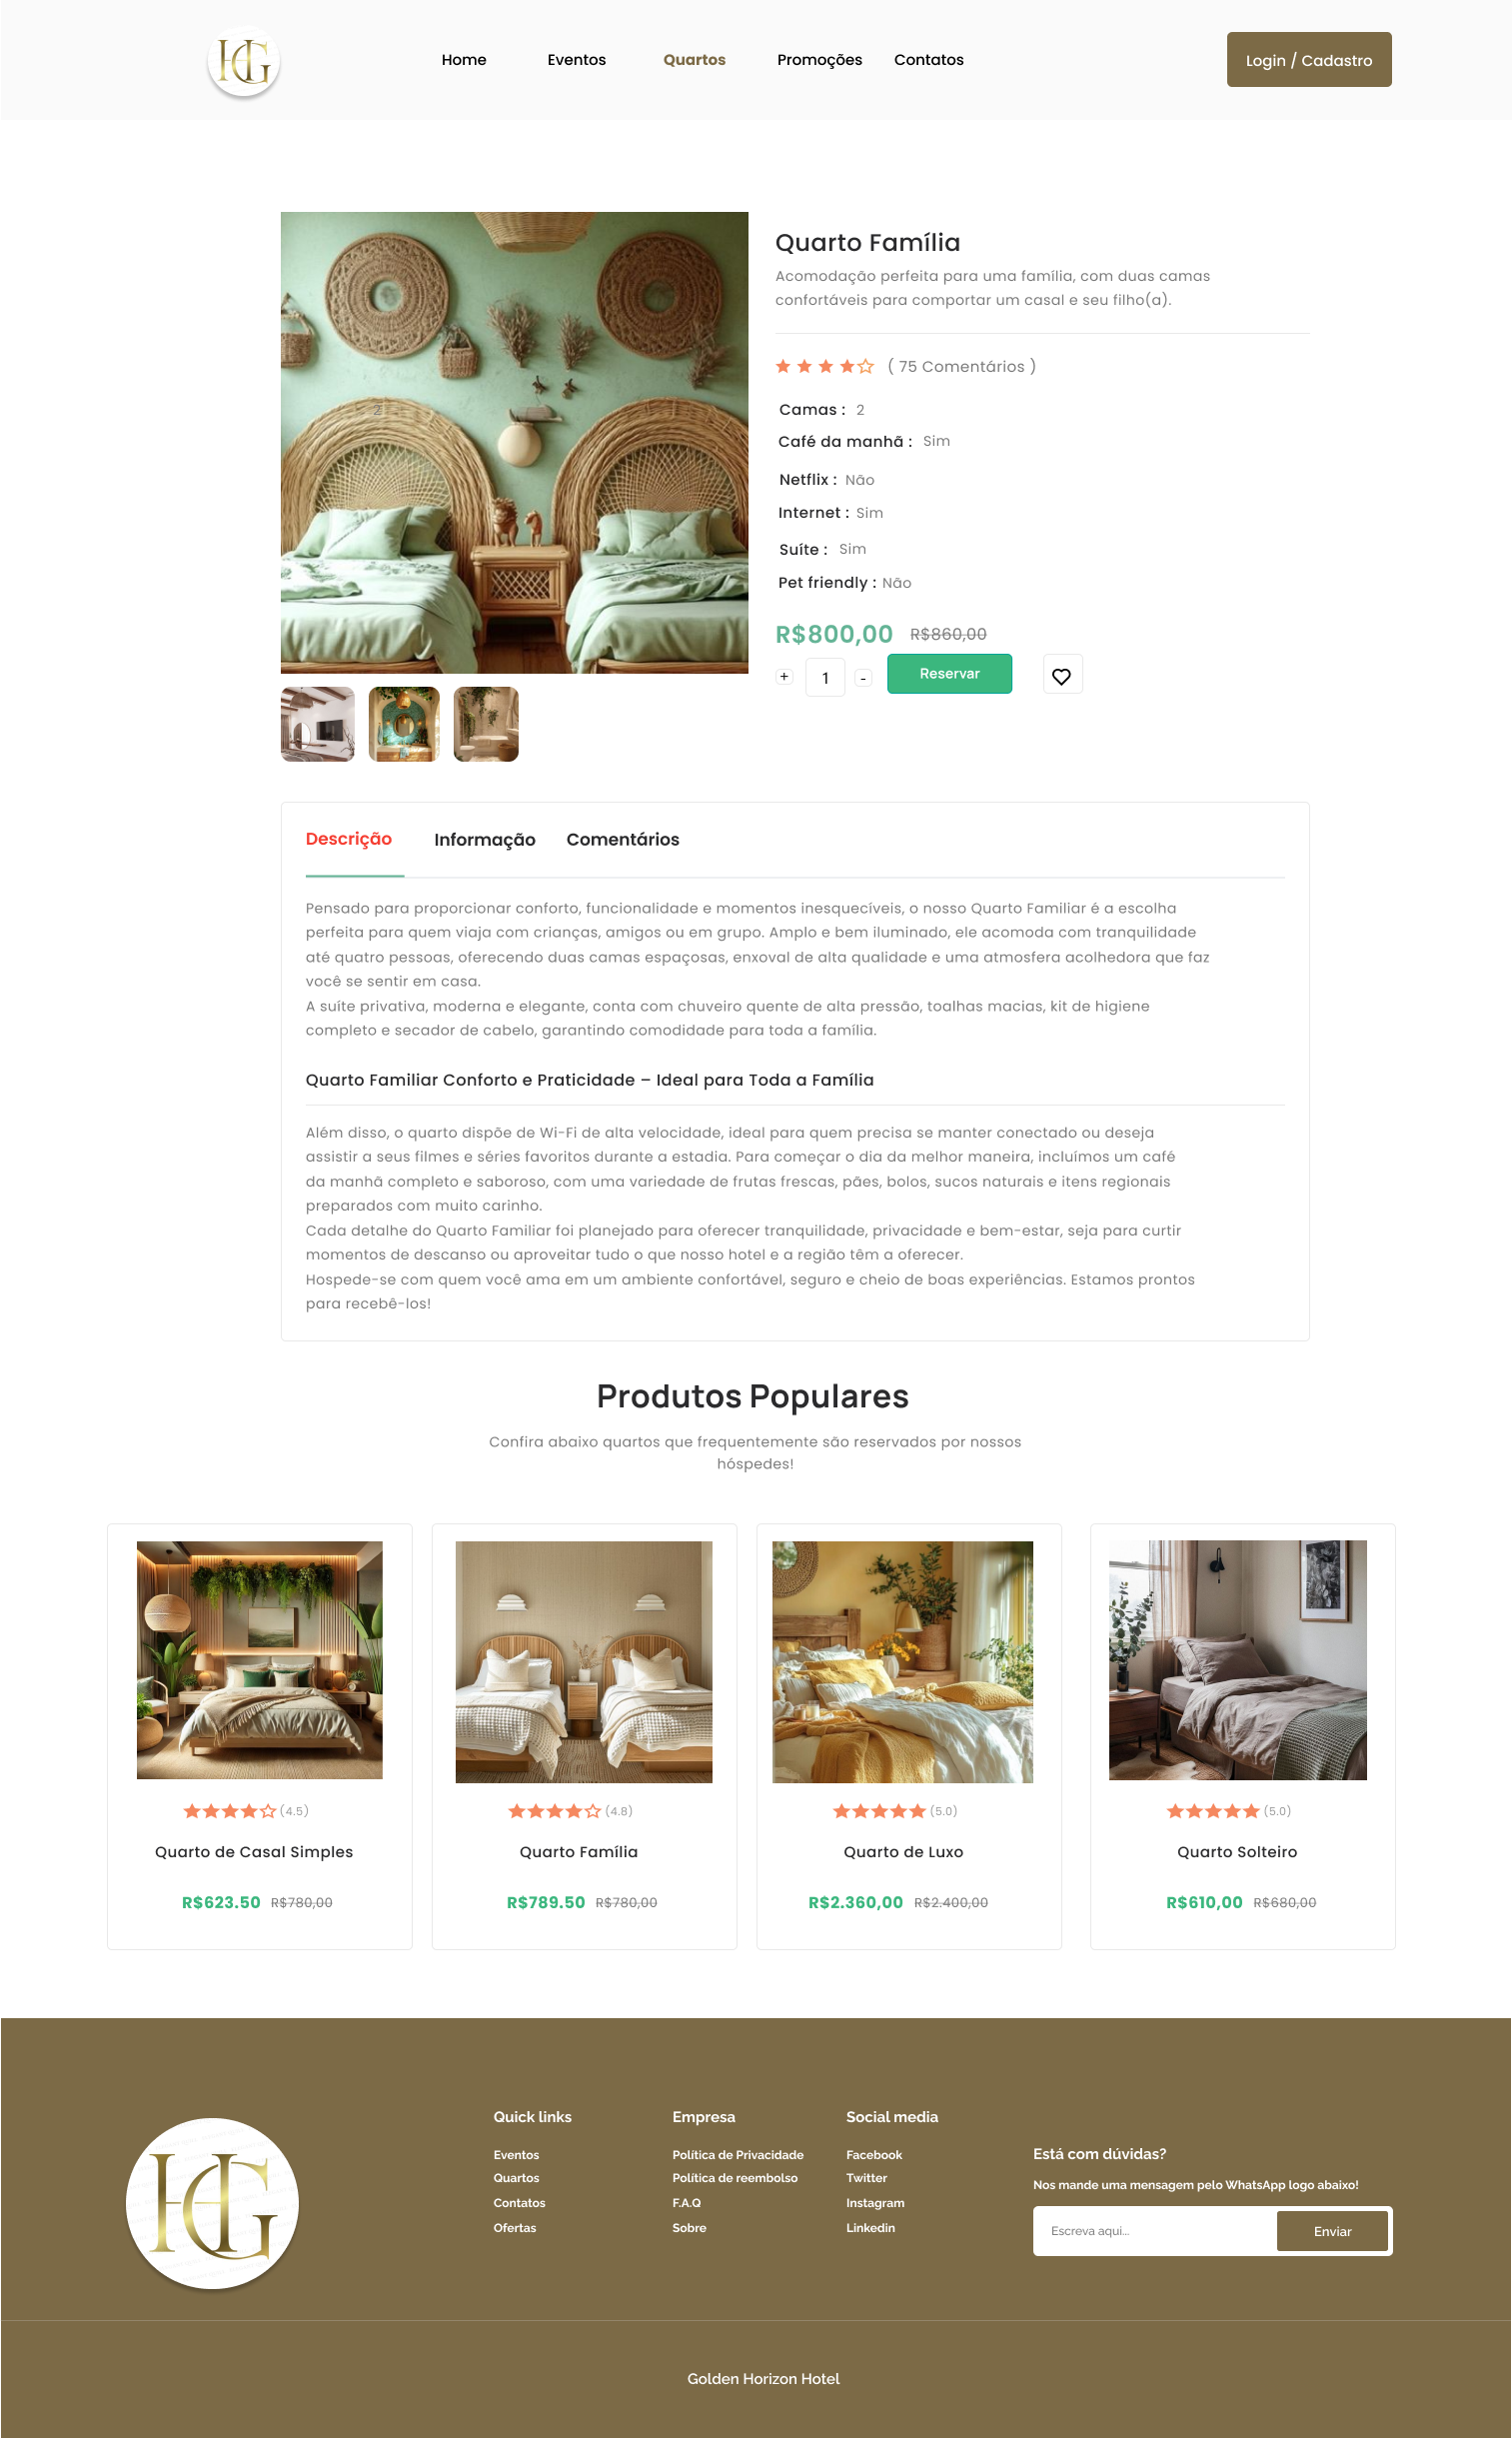 HG
Home Eventos Quartos Promoções Contatos Login / Cadastro
Quarto Família
Acomodação perfeita para uma família, com duas camas
confortáveis para comportar um casal e seu filho(a).
( 75 Comentários )
2
Camas : 2
Café da manhã : Sim
Netflix : Não
Internet : Sim
Suíte : Sim
Pet friendly : Não
R$800,00 R$860,00
+ 1 - Reservar
Descrição Informação Comentários
Pensado para proporcionar conforto, funcionalidade e momentos inesquecíveis, o nosso Quarto Familiar é a escolha
perfeita para quem viaja com crianças, amigos ou em grupo. Amplo e bem iluminado, ele acomoda com tranquilidade
até quatro pessoas, oferecendo duas camas espaçosas, enxoval de alta qualidade e uma atmosfera acolhedora que faz
você se sentir em casa.
A suíte privativa, moderna e elegante, conta com chuveiro quente de alta pressão, toalhas macias, kit de higiene
completo e secador de cabelo, garantindo comodidade para toda a família.
Quarto Familiar Conforto e Praticidade – Ideal para Toda a Família
Além disso, o quarto dispõe de Wi-Fi de alta velocidade, ideal para quem precisa se manter conectado ou deseja
assistir a seus filmes e séries favoritos durante a estadia. Para começar o dia da melhor maneira, incluímos um café
da manhã completo e saboroso, com uma variedade de frutas frescas, pães, bolos, sucos naturais e itens regionais
preparados com muito carinho.
Cada detalhe do Quarto Familiar foi planejado para oferecer tranquilidade, privacidade e bem-estar, seja para curtir
momentos de descanso ou aproveitar tudo o que nosso hotel e a região têm a oferecer.
Hospede-se com quem você ama em um ambiente confortável, seguro e cheio de boas experiências. Estamos prontos
para recebê-los!
Produtos Populares
Confira abaixo quartos que frequentemente são reservados por nossos
hóspedes!
(4.5) (4.8) (5.0) (5.0)
Quarto de Casal Simples Quarto Família Quarto de Luxo Quarto Solteiro
R$623.50 R$780,00 R$789.50 R$780,00 R$2.360,00 R$2.400,00 R$610,00 R$680,00
HG
Quick links
Eventos
Quartos
Contatos
Ofertas
Empresa
Política de Privacidade
Política de reembolso
F.A.Q
Sobre
Social media
Facebook
Twitter
Instagram
Linkedin
Está com dúvidas?
Nos mande uma mensagem pelo WhatsApp logo abaixo!
Escreva aqui... Enviar
Golden Horizon Hotel